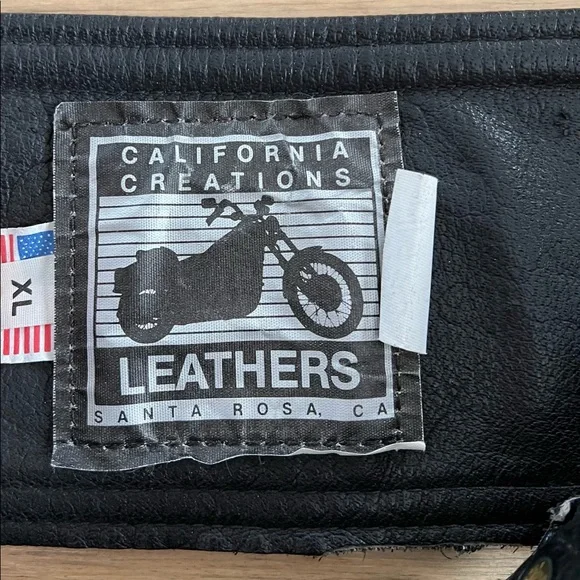 CALIFORNIA
CREATIONS
XL
LEATHERS
SANTA ROSA, CA